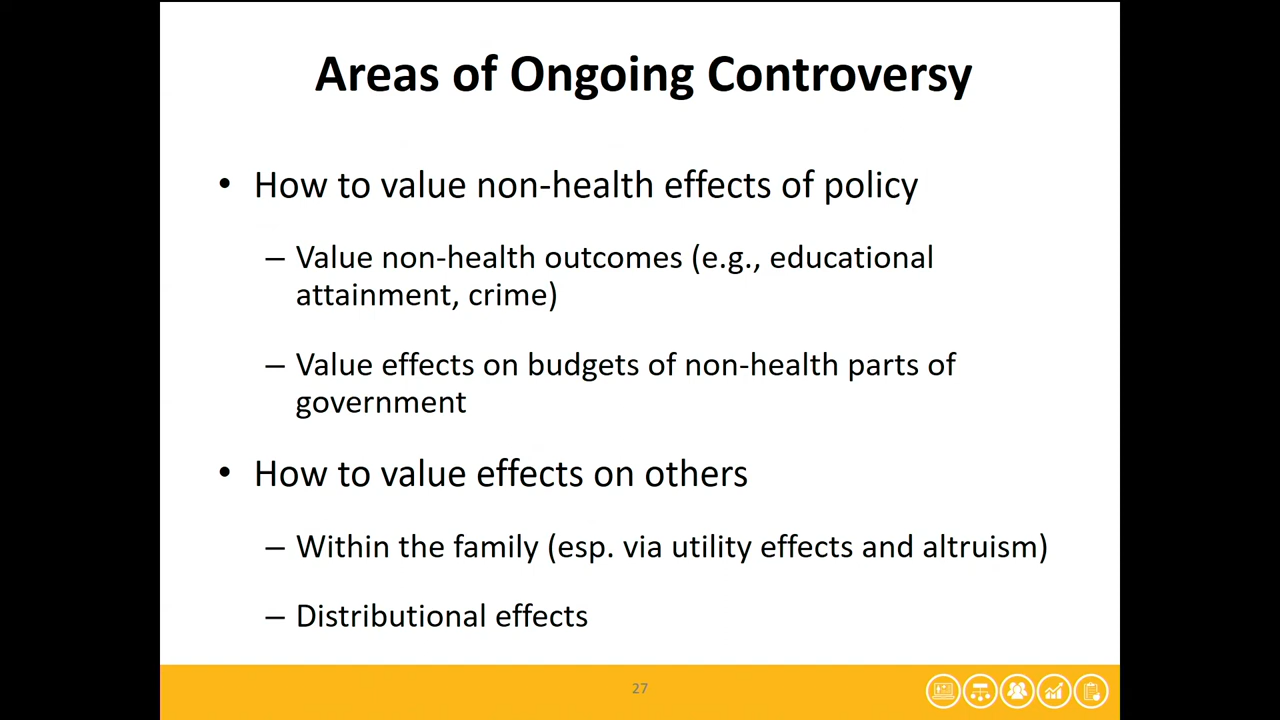 Areas of Ongoing Controversy
• How to value non-health effects of policy
– Value non-health outcomes (e.g., educational
attainment, crime)
– Value effects on budgets of non-health parts of
government
• How to value effects on others
– Within the family (esp. via utility effects and altruism)
– Distributional effects
27